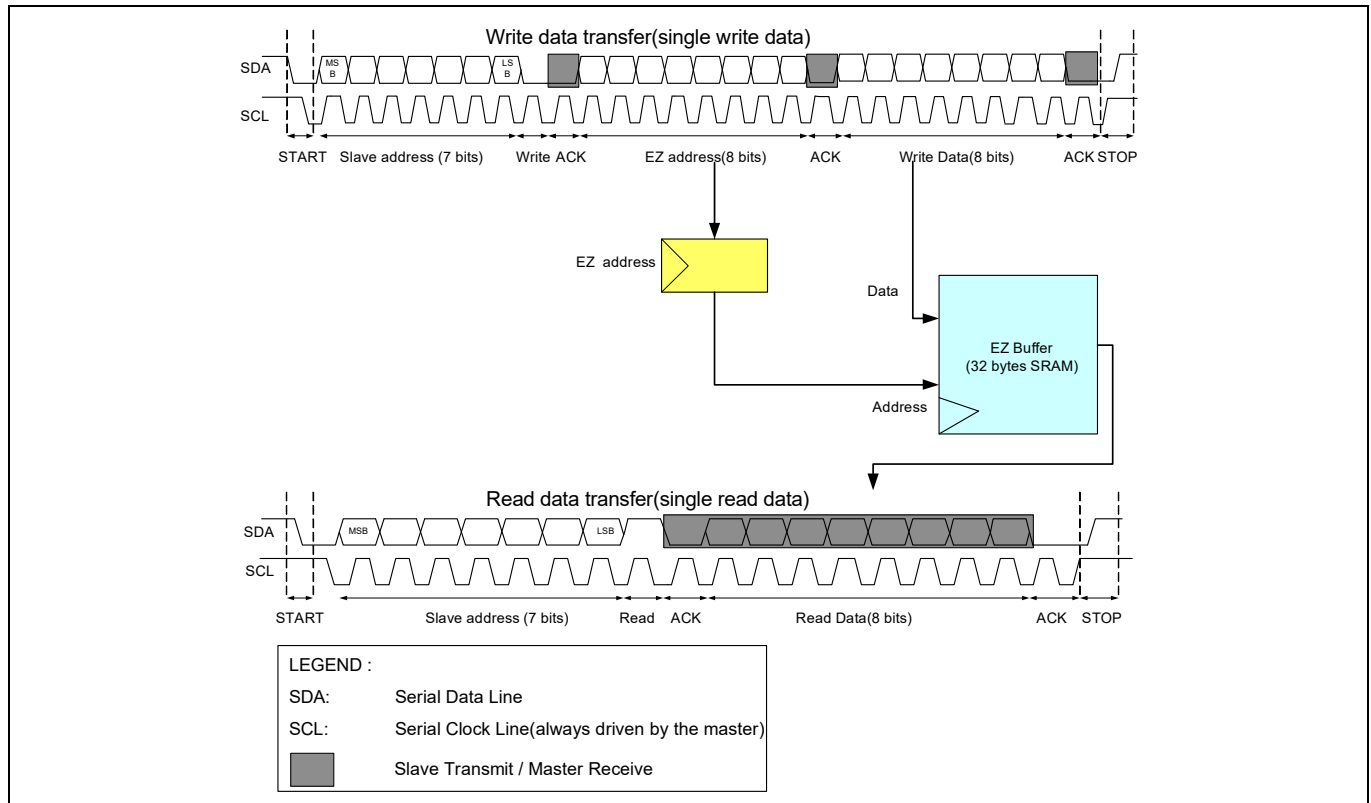 Write data transfer(single write data)
SDA
MS
B
LS
B
SCL
START Slave address (7 bits) Write ACK EZ address(8 bits) ACK Write Data(8 bits) ACK STOP
EZ address
Data
EZ Buffer
(32 bytes SRAM)
Address
Read data transfer(single read data)
SDA
MSB LSB
SCL
START Slave address (7 bits) Read ACK Read Data(8 bits) ACK STOP
LEGEND :
SDA: Serial Data Line
SCL: Serial Clock Line(always driven by the master)
Slave Transmit / Master Receive